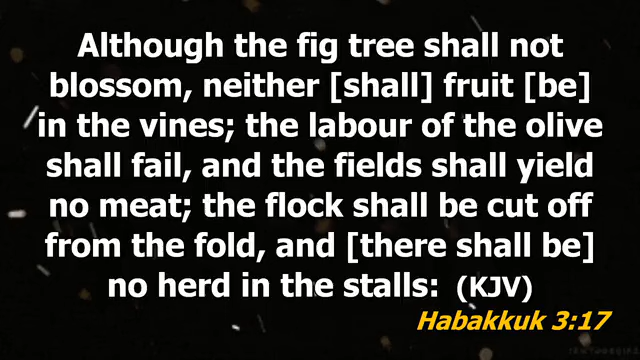 Although the fig tree shall not
blossom, neither [shall] fruit [be]
in the vines; the labour of the olive
shall fail, and the fields shall yield
no meat; the flock shall be cut off
from the fold, and [there shall be]
no herd in the stalls: (KJV)
Habakkuk 3:17